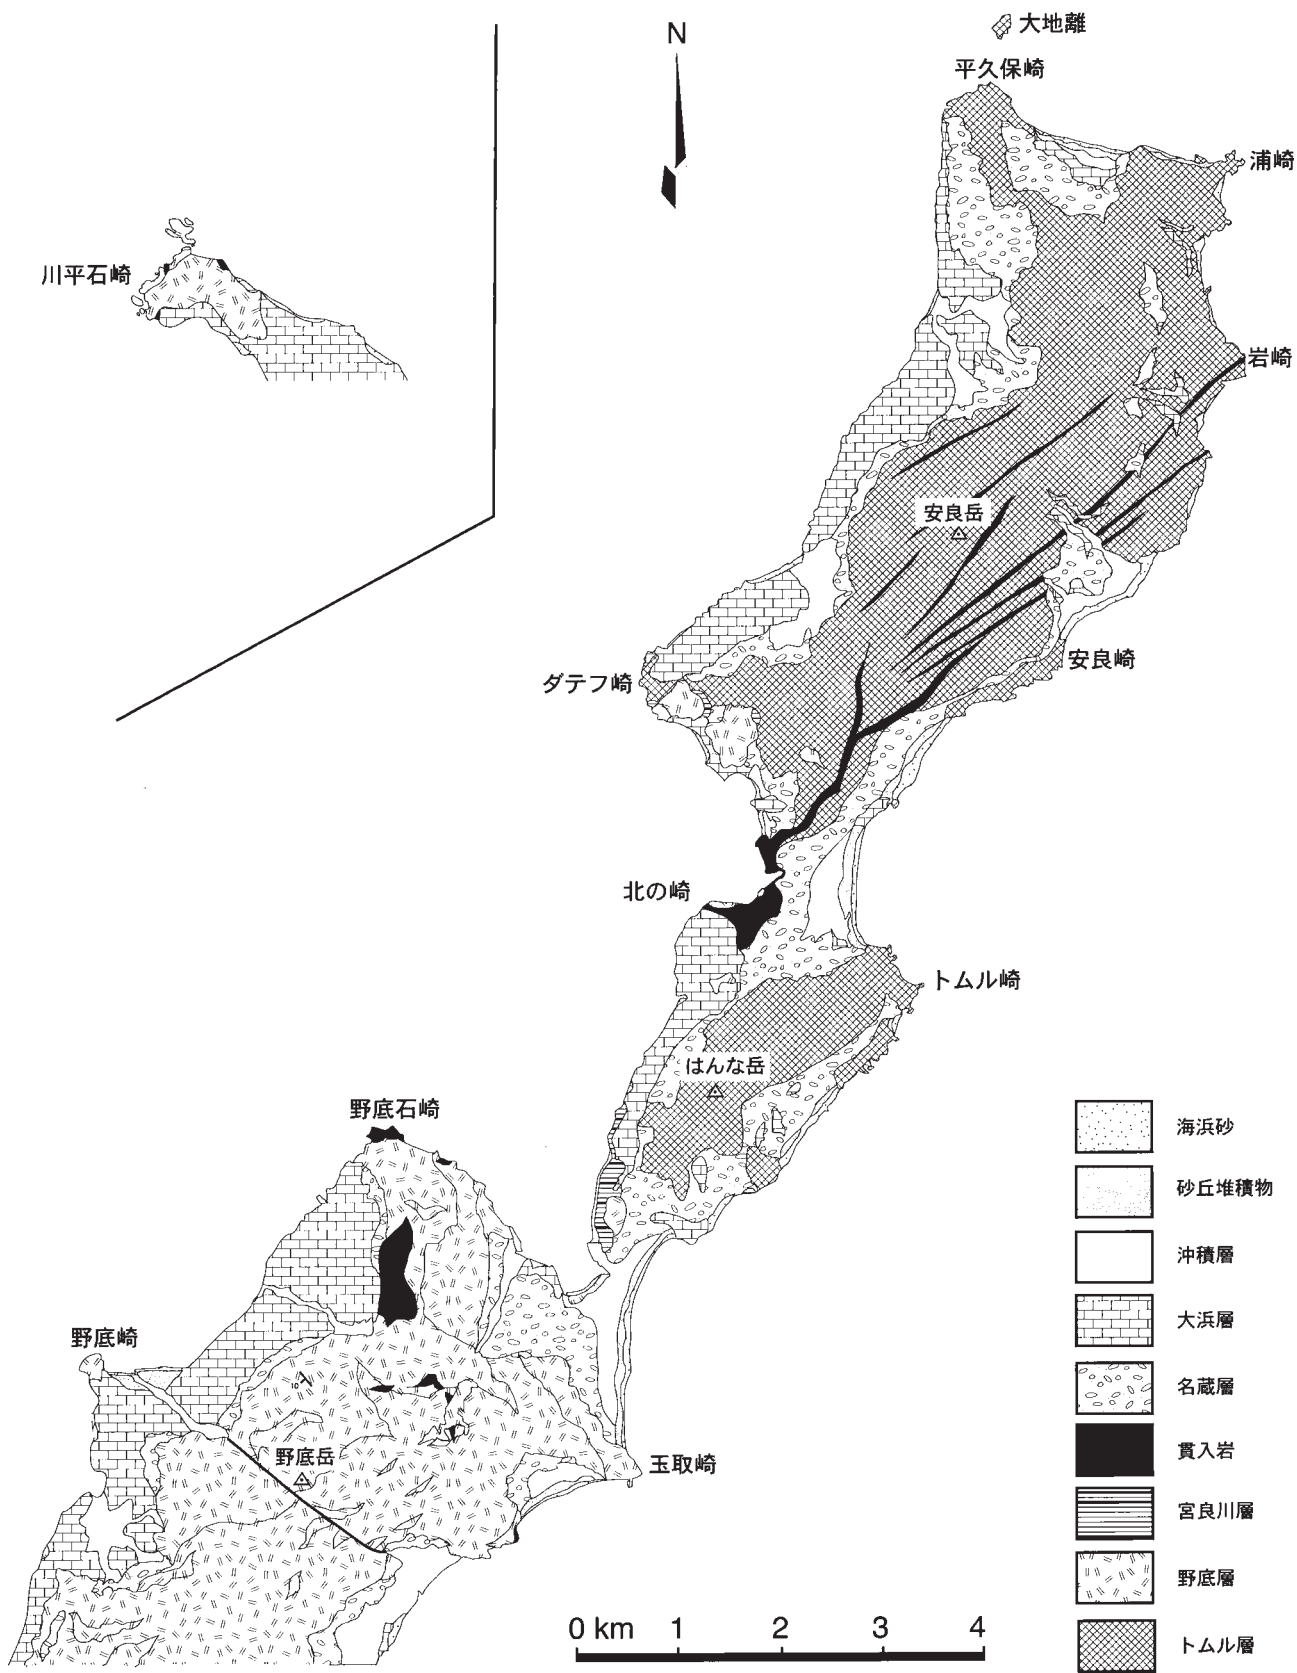 大地離
N
平久保崎
浦崎
川平石崎
岩崎
安良岳
安良崎
ダテフ崎
北の崎
トムル崎
はんな岳
野底石崎
野底崎
野底岳
10
玉取崎
海浜砂
砂丘堆積物
沖積層
大浜層
名蔵層
貫入岩
宮良川層
野底層
トムル層
0 km 1 2 3 4